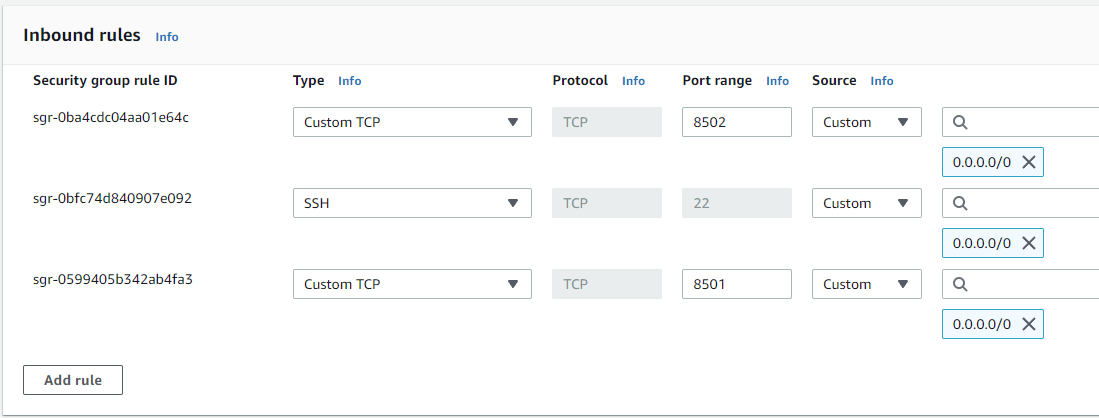 Inbound rules Info
Security group rule ID Type Info Protocol Info Port range Info Source Info
sgr-0ba4cdc04aa01e64c Custom TCP TCP 8502 Custom
0.0.0.0/0
sgr-0bfc74d840907e092 SSH TCP 22 Custom
0.0.0.0/0
sgr-0599405b342ab4fa3 Custom TCP TCP 8501 Custom
0.0.0.0/0
Add rule